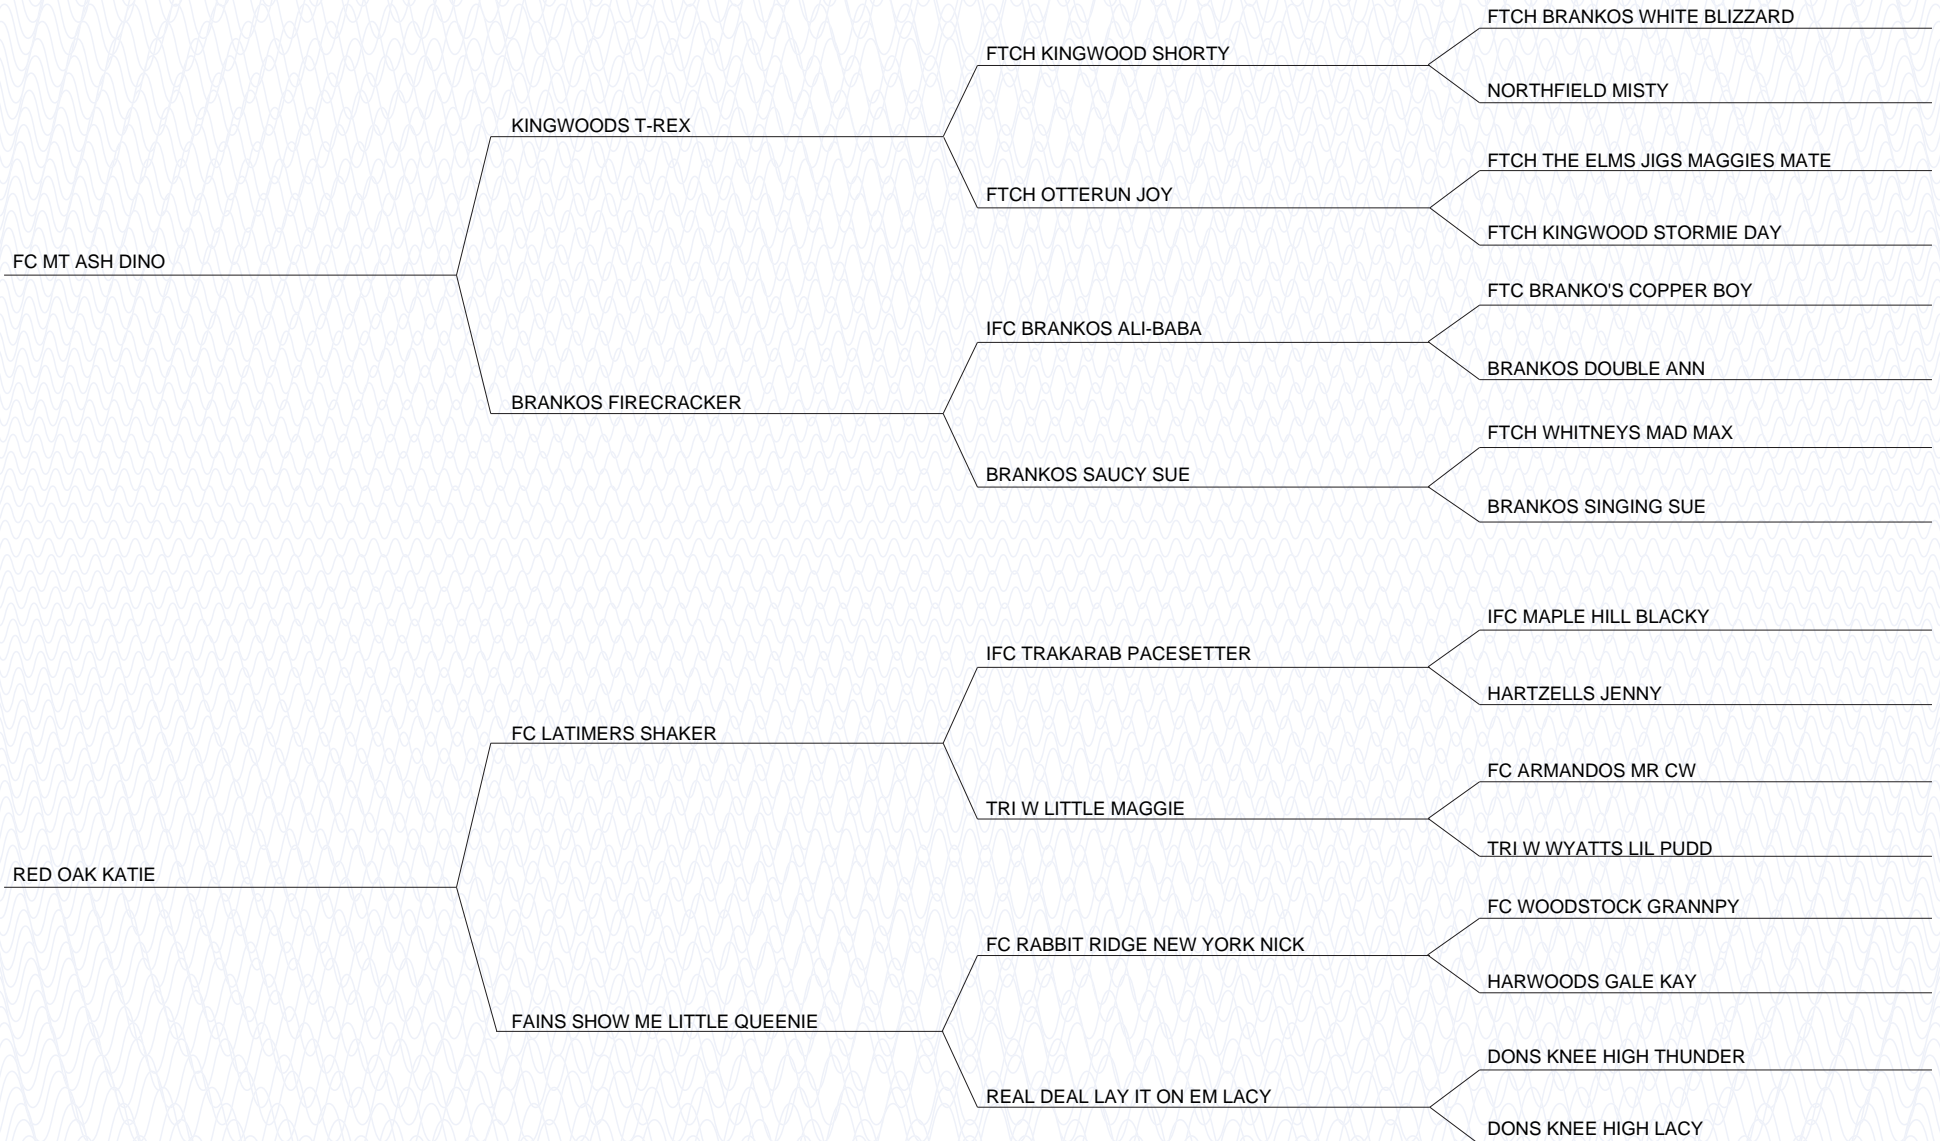 FTCH BRANKOS WHITE BLIZZARD
FTCH KINGWOOD SHORTY
NORTHFIELD MISTY
KINGWOODS T-REX
FTCH THE ELMS JIGS MAGGIES MATE
FTCH OTTERUN JOY
FTCH KINGWOOD STORMIE DAY
FC MT ASH DINO
FTC BRANKO'S COPPER BOY
IFC BRANKOS ALI-BABA
BRANKOS DOUBLE ANN
BRANKOS FIRECRACKER
FTCH WHITNEYS MAD MAX
BRANKOS SAUCY SUE
BRANKOS SINGING SUE
IFC MAPLE HILL BLACKY
IFC TRAKARAB PACESETTER
HARTZELLS JENNY
FC LATIMERS SHAKER
FC ARMANDOS MR CW
TRI W LITTLE MAGGIE
TRI W WYATTS LIL PUDD
RED OAK KATIE
FC WOODSTOCK GRANNPY
FC RABBIT RIDGE NEW YORK NICK
HARWOODS GALE KAY
FAINS SHOW ME LITTLE QUEENIE
DONS KNEE HIGH THUNDER
REAL DEAL LAY IT ON EM LACY
DONS KNEE HIGH LACY